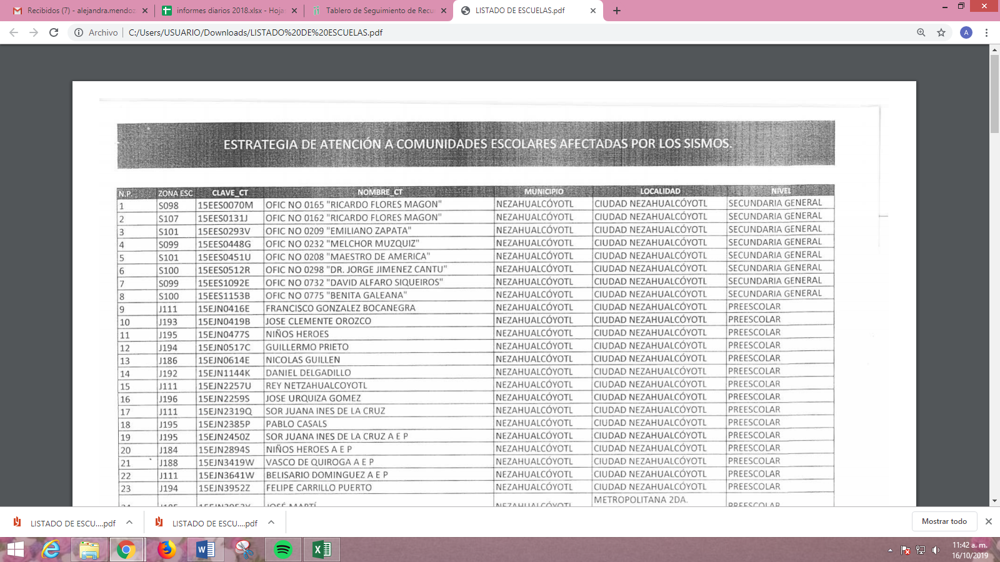 Recibidos (7) - alejandra.mendoz
informes diarios 2018.xlsx - Hoja
Tablero de Seguimiento de Recu
LISTADO DE ESCUELAS.pdf
Archivo C:/Users/USUARIO/Downloads/LISTADO%20DE%20ESCUELAS.pdf A
ESTRATEGIA DE ATENCIÓN A COMUNIDADES ESCOLARES AFECTADAS POR LOS SISMOS.
N.P. ZONA ESC CLAVE_CT NOMBRE_CT MUNICIPIO LOCALIDAD NIVEL
1 S098 15EES0070M OFIC NO 0165 "RICARDO FLORES MAGON" NEZAHUALCÓYOTL CIUDAD NEZAHUALCÓYOTL SECUNDARIA GENERAL
2 S107 15EES0131J OFIC NO 0162 "RICARDO FLORES MAGON" NEZAHUALCÓYOTL CIUDAD NEZAHUALCÓYOTL SECUNDARIA GENERAL
3 S101 15EES0293V OFIC NO 0209 "EMILIANO ZAPATA" NEZAHUALCÓYOTL CIUDAD NEZAHUALCÓYOTL SECUNDARIA GENERAL
4 S099 15EES0448G OFIC NO 0232 "MELCHOR MUZQUIZ" NEZAHUALCÓYOTL CIUDAD NEZAHUALCÓYOTL SECUNDARIA GENERAL
5 S101 15EES0451U OFIC NO 0208 "MAESTRO DE AMERICA" NEZAHUALCÓYOTL CIUDAD NEZAHUALCÓYOTL SECUNDARIA GENERAL
6 S100 15EES0512R OFIC NO 0298 "DR. JORGE JIMENEZ CANTU" NEZAHUALCÓYOTL CIUDAD NEZAHUALCÓYOTL SECUNDARIA GENERAL
7 S099 15EES1092E OFIC NO 0732 "DAVID ALFARO SIQUEIROS" NEZAHUALCÓYOTL CIUDAD NEZAHUALCÓYOTL SECUNDARIA GENERAL
8 S100 15EES1153B OFIC NO 0775 "BENITA GALEANA" NEZAHUALCÓYOTL CIUDAD NEZAHUALCÓYOTL SECUNDARIA GENERAL
9 J111 15EJN0416E FRANCISCO GONZALEZ BOCANEGRA NEZAHUALCÓYOTL CIUDAD NEZAHUALCÓYOTL PREESCOLAR
10 J193 15EJN0419B JOSE CLEMENTE OROZCO NEZAHUALCÓYOTL CIUDAD NEZAHUALCÓYOTL PREESCOLAR
11 J195 15EJN0477S NIÑOS HEROES NEZAHUALCÓYOTL CIUDAD NEZAHUALCÓYOTL PREESCOLAR
12 J194 15EJN0517C GUILLERMO PRIETO NEZAHUALCÓYOTL CIUDAD NEZAHUALCÓYOTL PREESCOLAR
13 J186 15EJN0614E NICOLAS GUILLEN NEZAHUALCÓYOTL CIUDAD NEZAHUALCÓYOTL PREESCOLAR
14 J192 15EJN1144K DANIEL DELGADILLO NEZAHUALCÓYOTL CIUDAD NEZAHUALCÓYOTL PREESCOLAR
15 J111 15EJN2257U REY NETZAHUALCOYOTL NEZAHUALCÓYOTL CIUDAD NEZAHUALCÓYOTL PREESCOLAR
16 J196 15EJN2259S JOSE URQUIZA GOMEZ NEZAHUALCÓYOTL CIUDAD NEZAHUALCÓYOTL PREESCOLAR
17 J111 15EJN2319Q SOR JUANA INES DE LA CRUZ NEZAHUALCÓYOTL CIUDAD NEZAHUALCÓYOTL PREESCOLAR
18 J195 15EJN2385P PABLO CASALS NEZAHUALCÓYOTL CIUDAD NEZAHUALCÓYOTL PREESCOLAR
19 J195 15EJN2450Z SOR JUANA INES DE LA CRUZ A E P NEZAHUALCÓYOTL CIUDAD NEZAHUALCÓYOTL PREESCOLAR
20 J184 15EJN2894S NIÑOS HEROES A E P NEZAHUALCÓYOTL CIUDAD NEZAHUALCÓYOTL PREESCOLAR
21 J188 15EJN3419W VASCO DE QUIROGA A E P NEZAHUALCÓYOTL CIUDAD NEZAHUALCÓYOTL PREESCOLAR
22 J111 15EJN3641W BELISARIO DOMINGUEZ A E P NEZAHUALCÓYOTL CIUDAD NEZAHUALCÓYOTL PREESCOLAR
23 J194 15EJN3952Z FELIPE CARRILLO PUERTO NEZAHUALCÓYOTL CIUDAD NEZAHUALCÓYOTL PREESCOLAR
METROPOLITANA 2DA.
JOSÉ MARTÍ NEZAHUALCÓYOTL PREESCOLAR
LISTADO DE ESCU....pdf LISTADO DE ESCU....pdf Mostrar todo
11:42 a. m.
16/10/2019